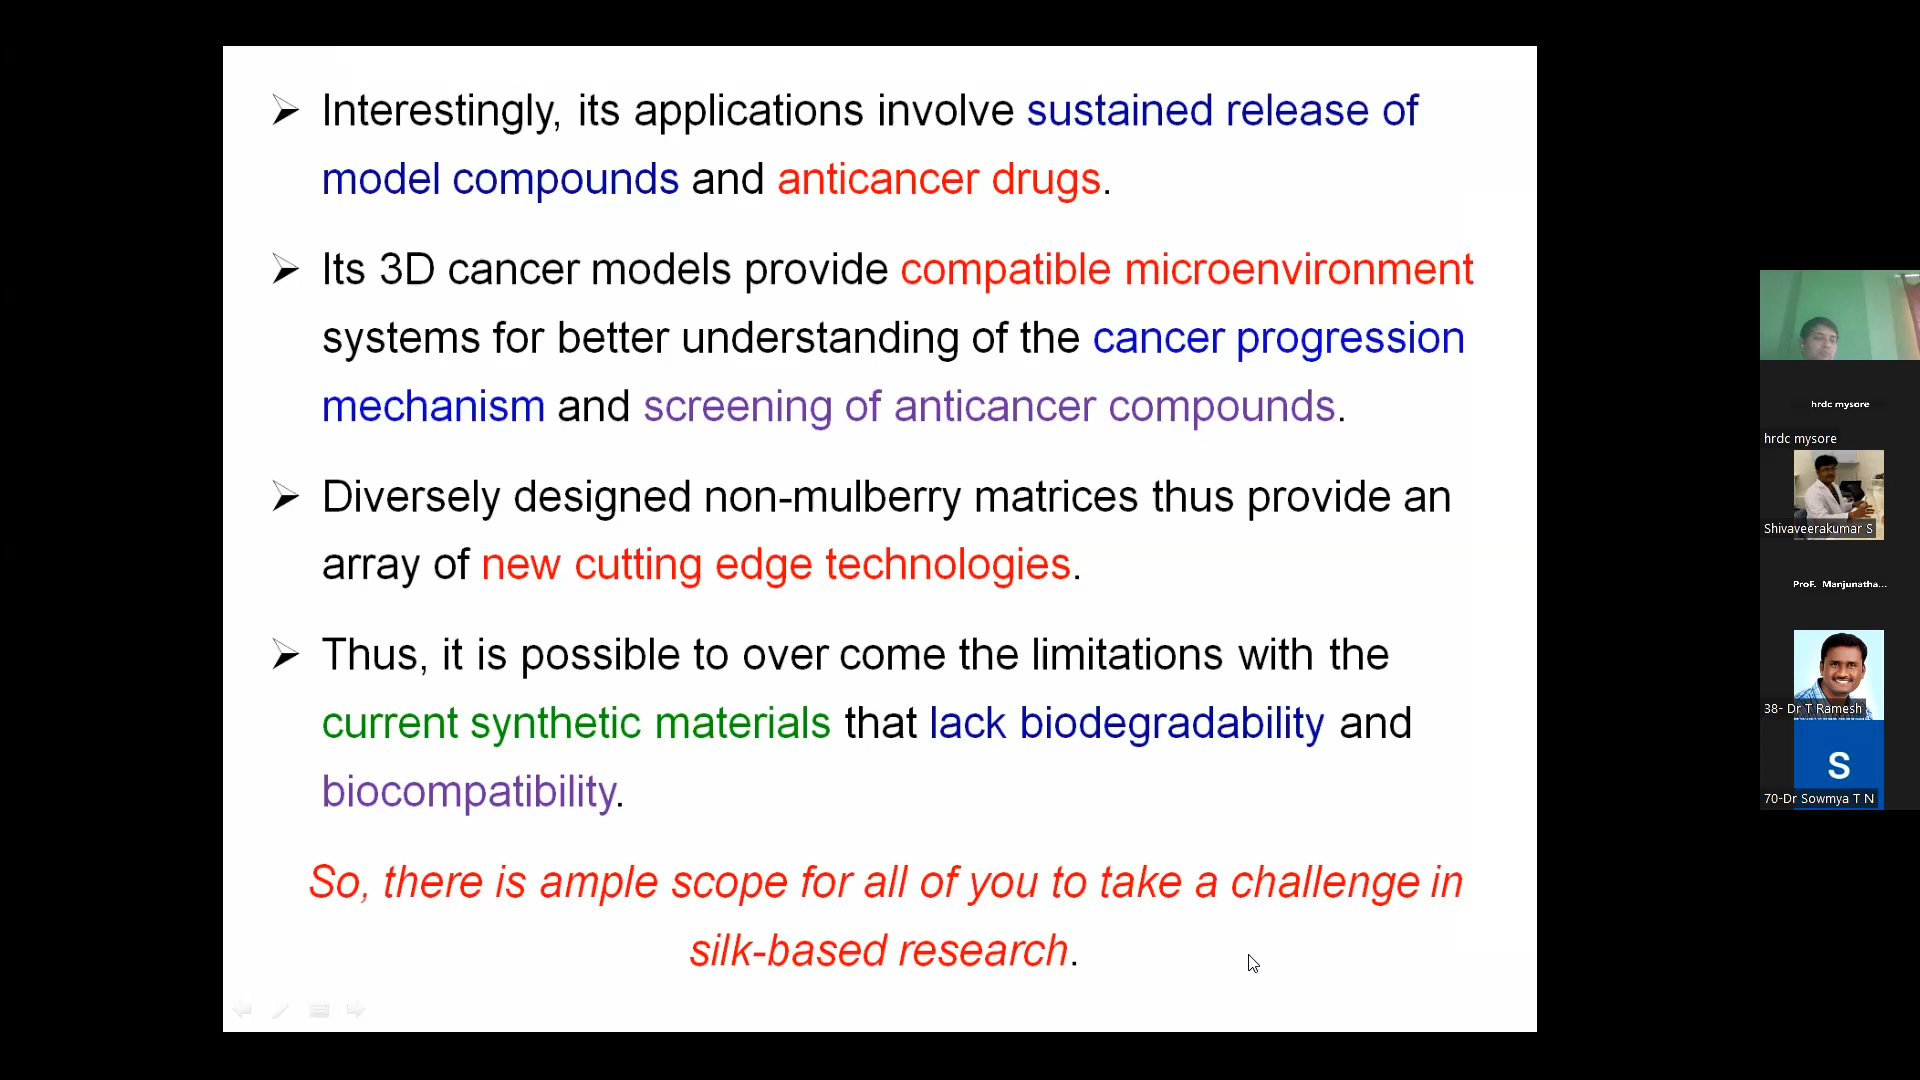 Interestingly, its applications involve sustained release of
model compounds and anticancer drugs.
Its 3D cancer models provide compatible microenvironment
systems for better understanding of the cancer progression
mechanism and screening of anticancer compounds.
Diversely designed non-mulberry matrices thus provide an
array of new cutting edge technologies.
Thus, it is possible to over come the limitations with the
current synthetic materials that lack biodegradability and
biocompatibility.
So, there is ample scope for all of you to take a challenge in
silk-based research.
hrdc mysore
hrdc mysore
Shivaveerakumar S
ProF. Manjunatha...
38- Dr T Ramesh
S
70-Dr Sowmya T N